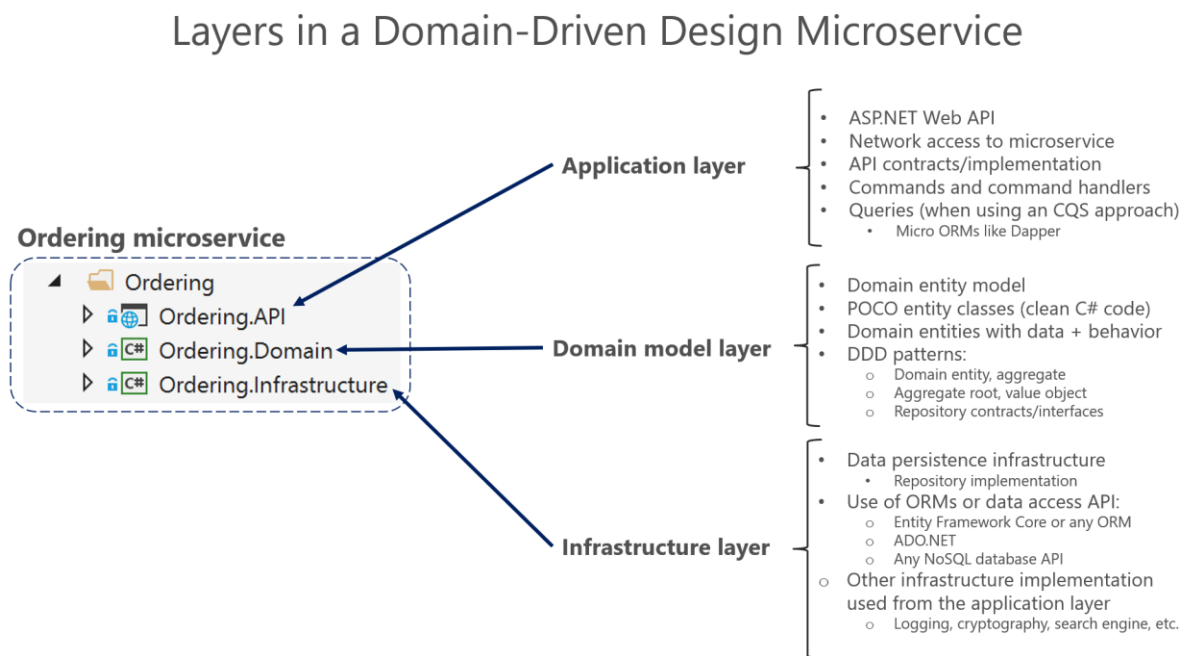 Layers in a Domain-Driven Design Microservice
Ordering microservice
Ordering
Ordering.API
C# Ordering.Domain
C# Ordering.Infrastructure
Application layer
• ASP.NET Web API
• Network access to microservice
• API contracts/implementation
• Commands and command handlers
• Queries (when using an CQS approach)
• Micro ORMs like Dapper
Domain model layer
• Domain entity model
• POCO entity classes (clean C# code)
• Domain entities with data + behavior
• DDD patterns:
o Domain entity, aggregate
o Aggregate root, value object
o Repository contracts/interfaces
Infrastructure layer
• Data persistence infrastructure
• Repository implementation
• Use of ORMs or data access API:
o Entity Framework Core or any ORM
o ADO.NET
o Any NoSQL database API
o Other infrastructure implementation
used from the application layer
o Logging, cryptography, search engine, etc.